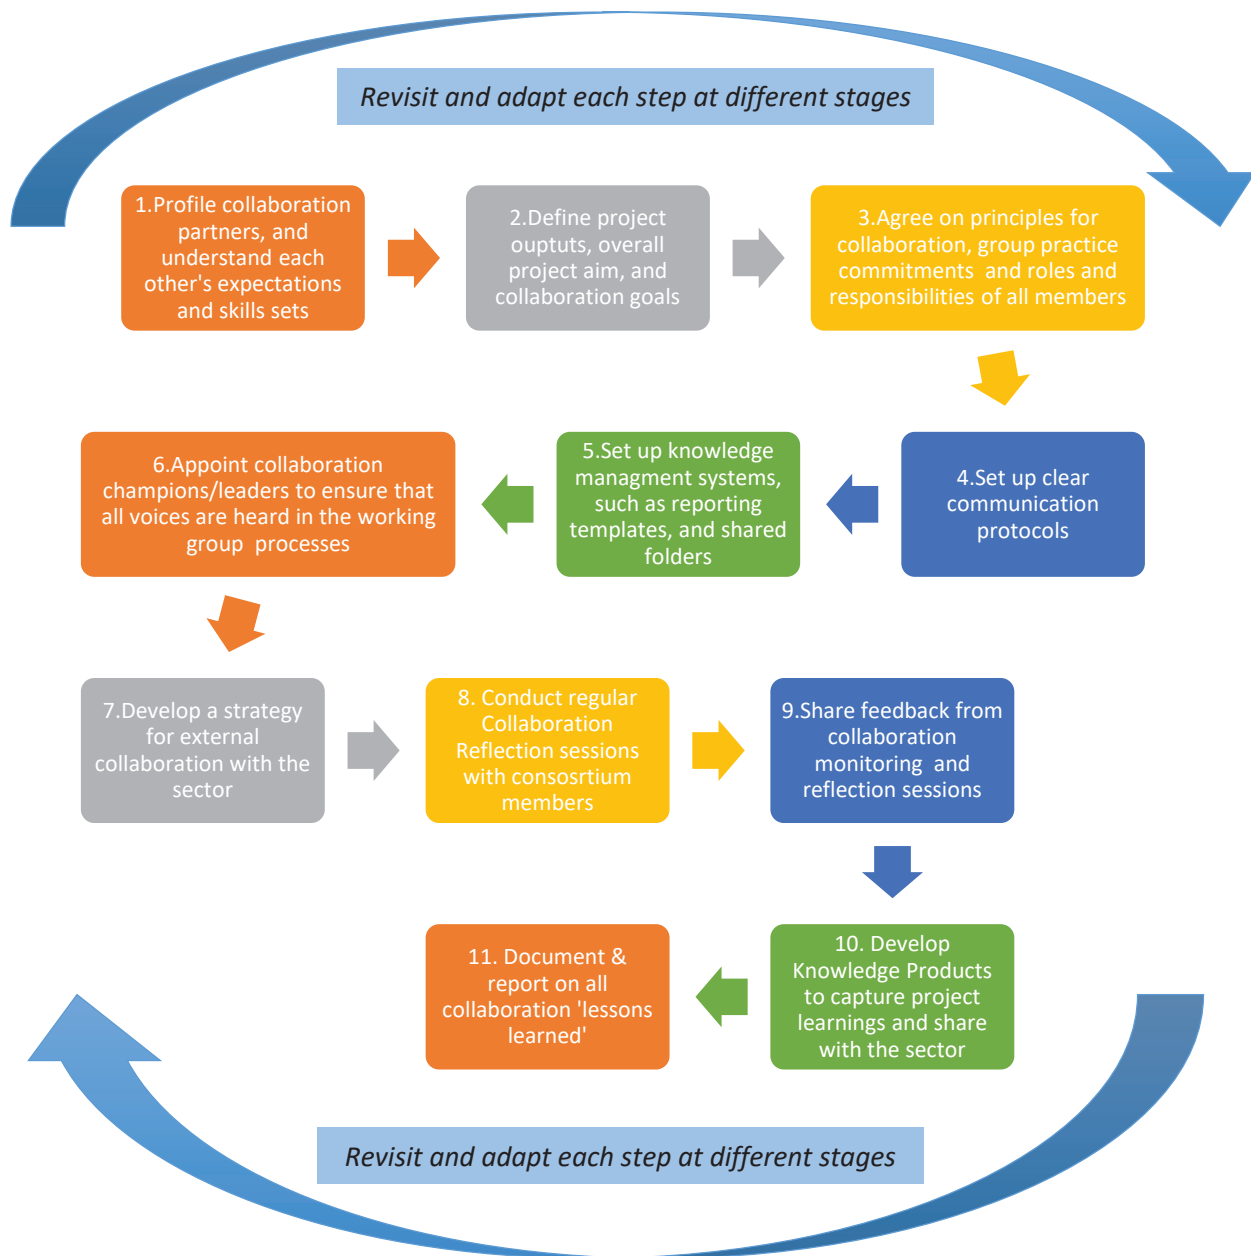 Revisit and adapt each step at different stages
1.Profile collaboration
partners, and
understand each
other's expectations
and skills sets
2.Define project
ouptuts, overall
project aim, and
collaboration goals
3.Agree on principles for
collaboration, group practice
commitments and roles and
responsibilities of all members
4.Set up clear
communication
protocols
5.Set up knowledge
managment systems,
such as reporting
templates, and shared
folders
6.Appoint collaboration
champions/leaders to ensure that
all voices are heard in the working
group processes
7.Develop a strategy
for external
collaboration with the
sector
8. Conduct regular
Collaboration
Reflection sessions
with consosrtium
members
9.Share feedback from
collaboration
monitoring and
reflection sessions
10. Develop
Knowledge Products
to capture project
learnings and share
with the sector
11. Document &
report on all
collaboration 'lessons
learned'
Revisit and adapt each step at different stages